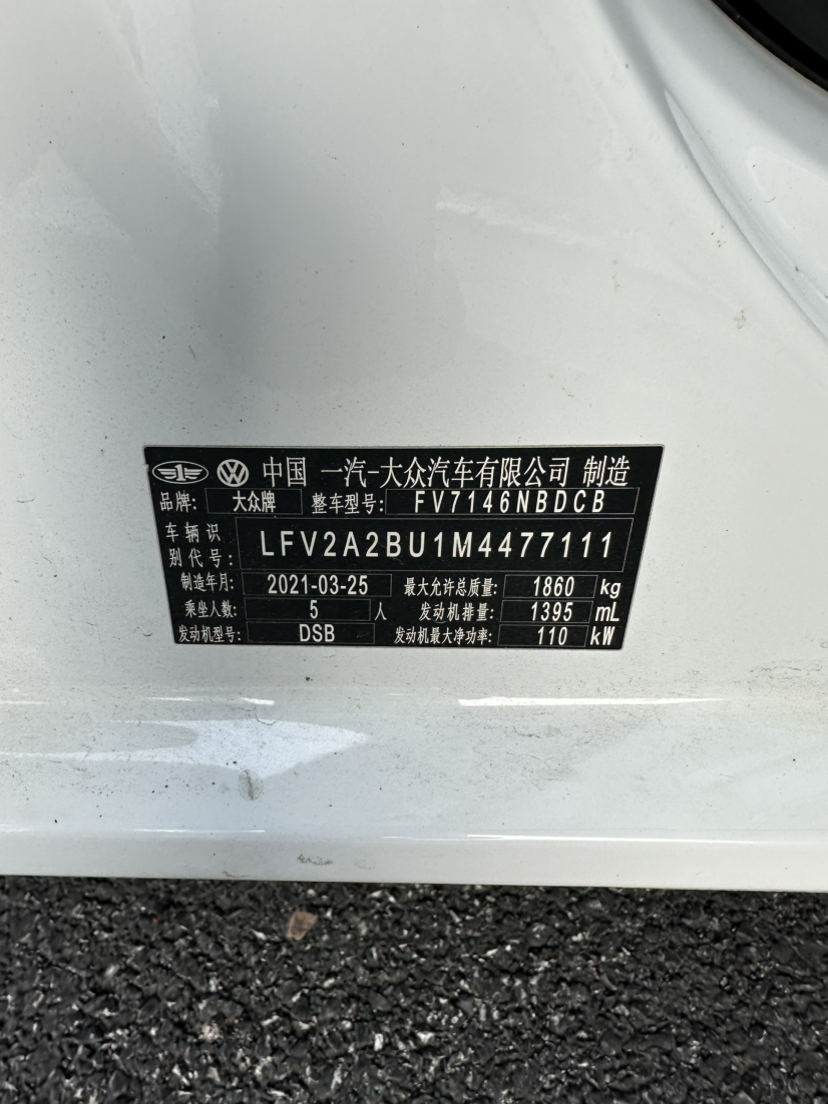 中国 一汽-大众汽车有限公司 制造
品牌: 大众牌 整车型号: FV7146NBDCB
车辆识
别代号: LFV2A2BU1M4477111
制造年月: 2021-03-25 最大允许总质量: 1860 kg
乘坐人数: 5 人 发动机排量: 1395 mL
发动机型号: DSB 发动机最大净功率: 110 kW